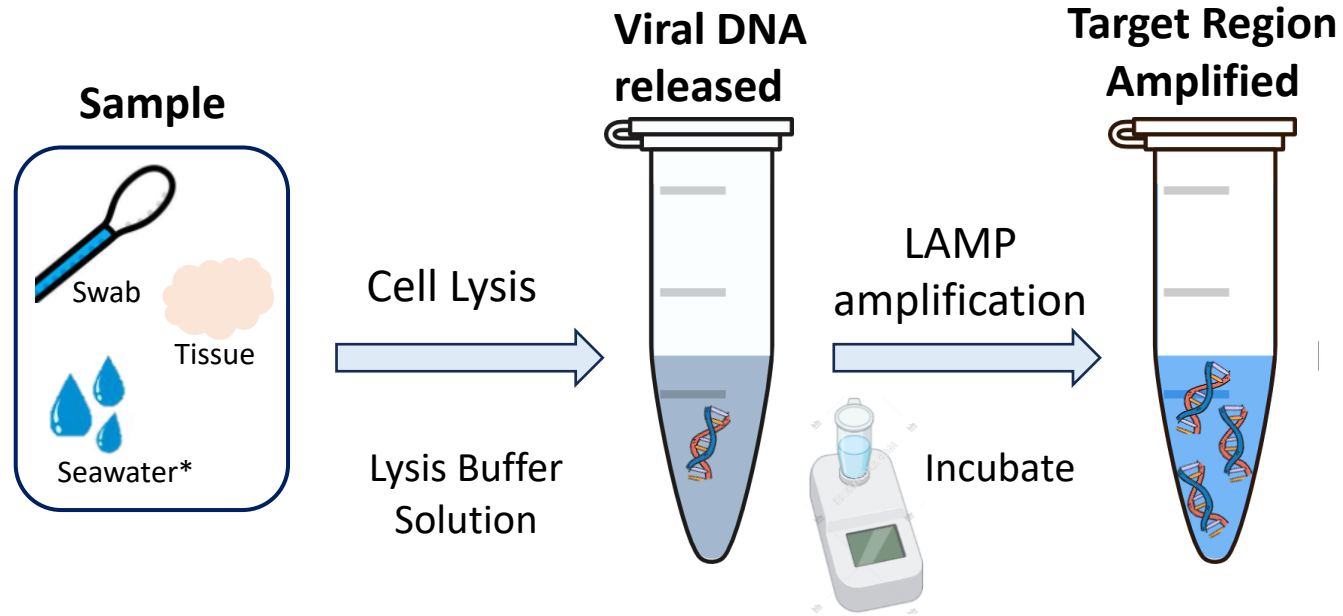 Sample
Swab
Tissue
Seawater*
Cell Lysis
Lysis Buffer
Solution
Viral DNA
released
LAMP
amplification
Incubate
Target Region
Amplified